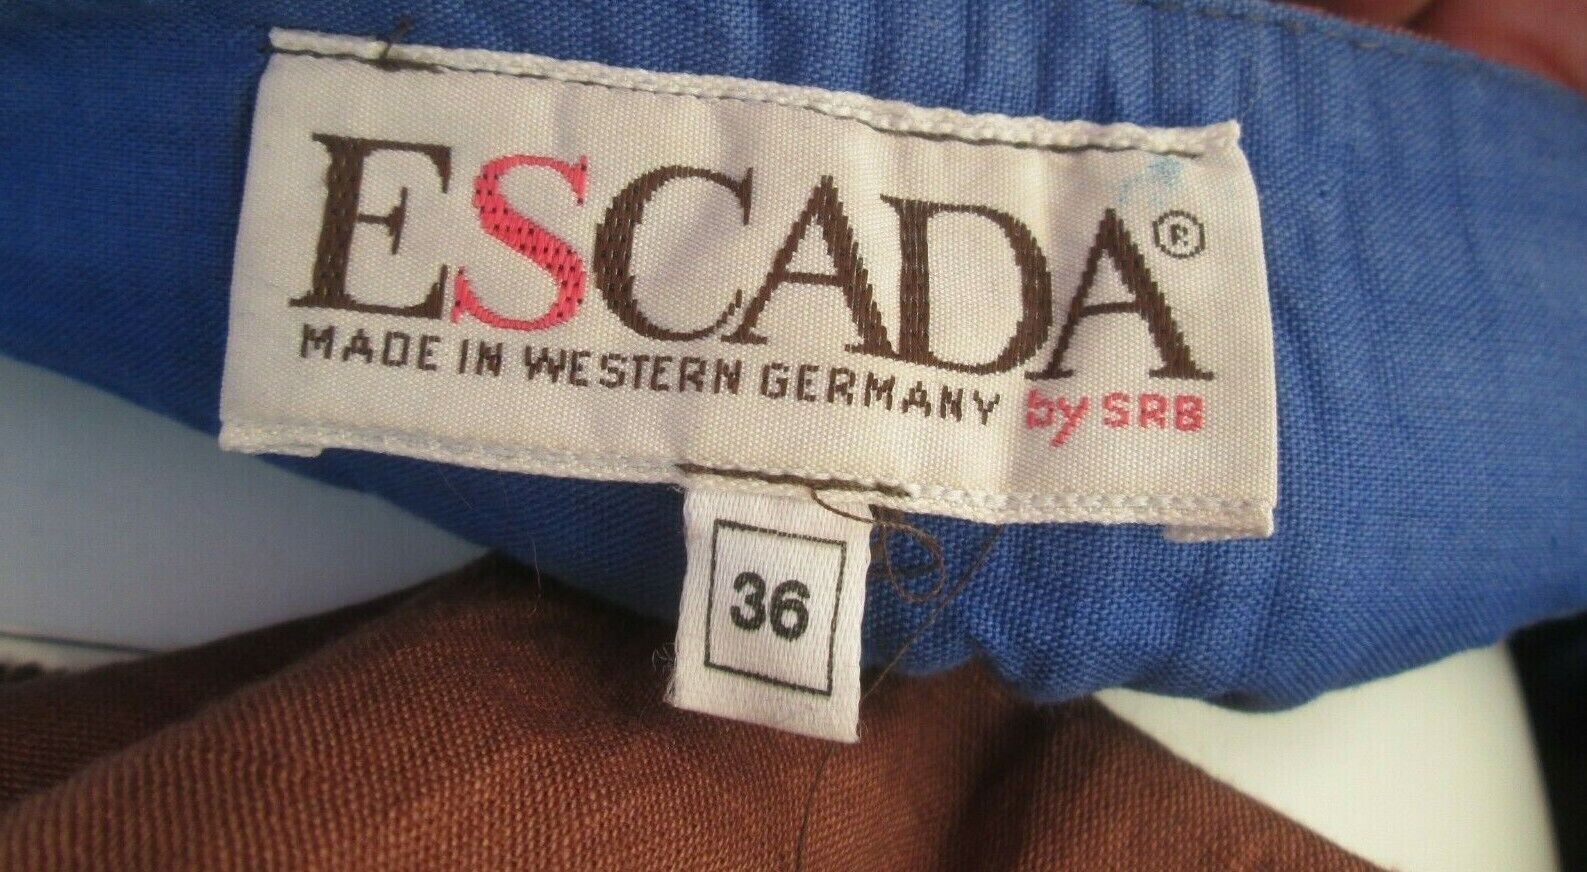 ESCADA®
MADE IN WESTERN GERMANY by SRB
36